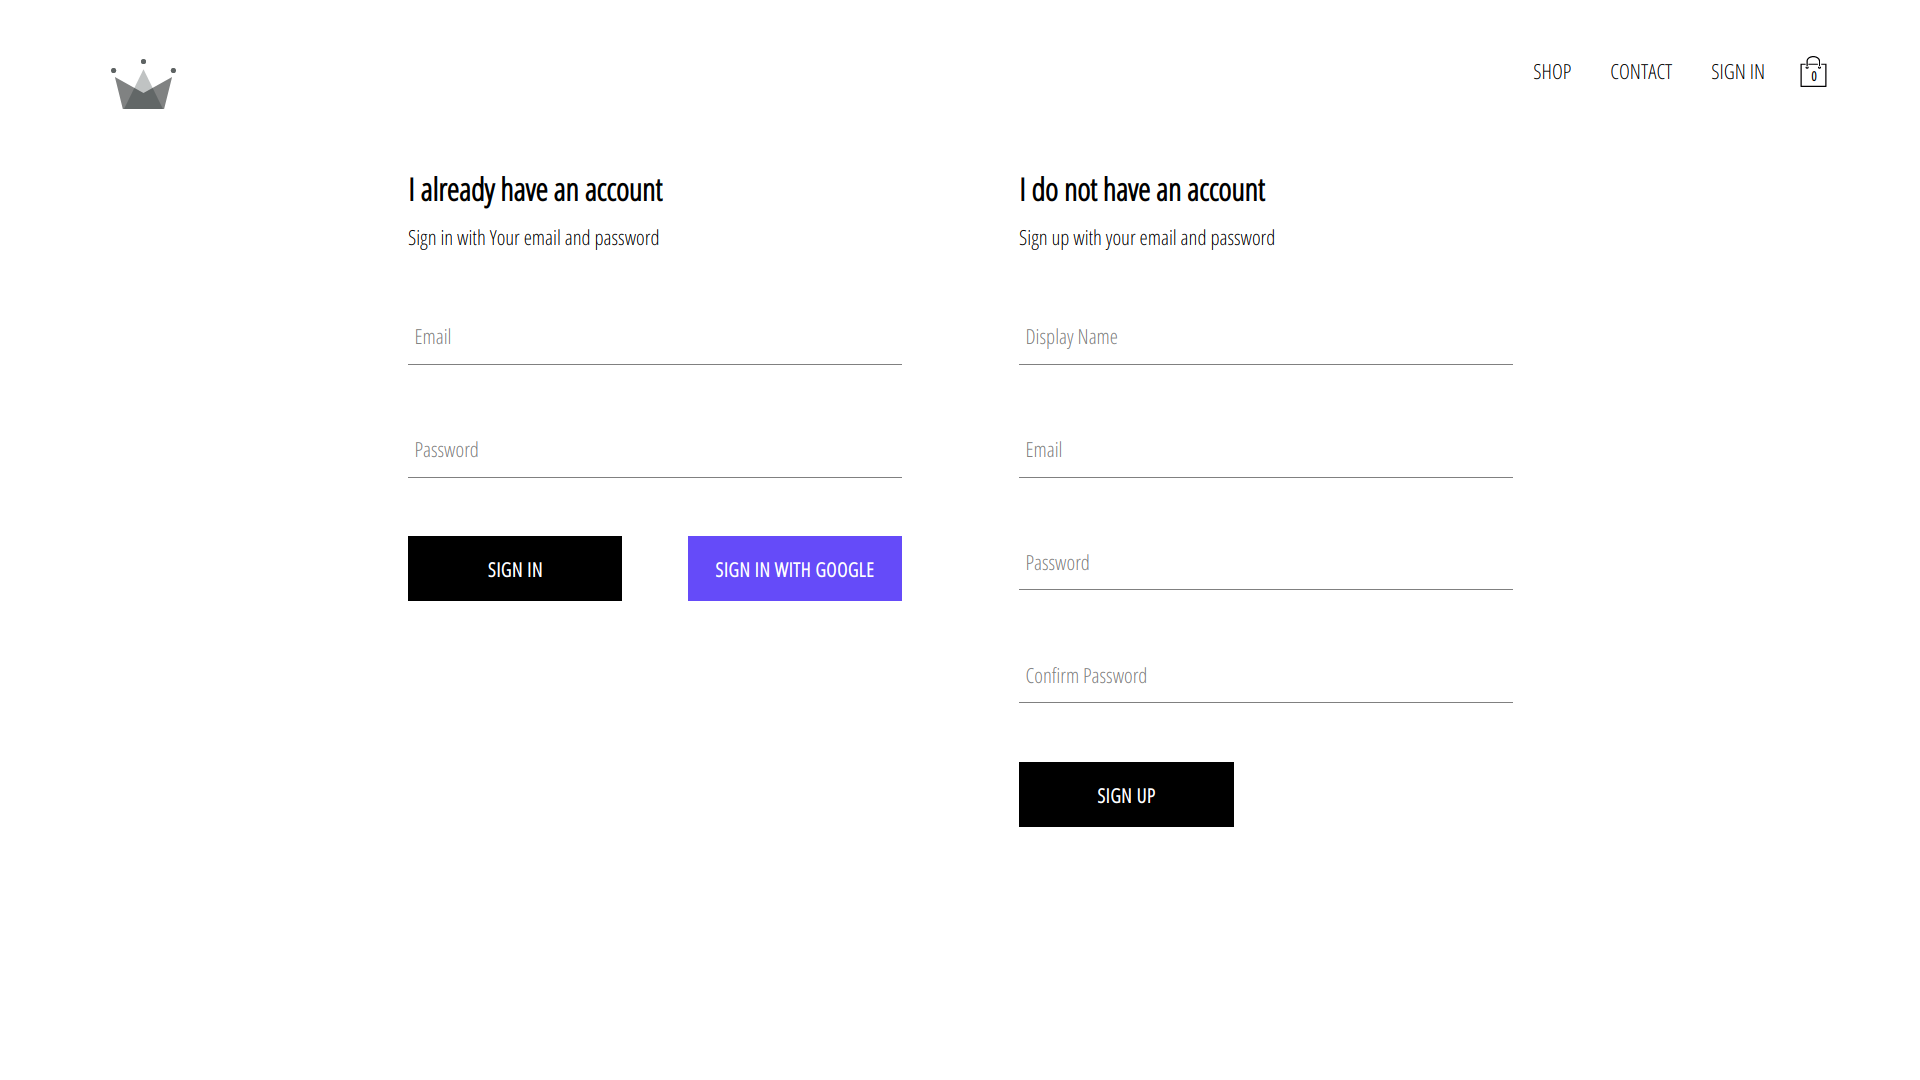 SHOP CONTACT SIGN IN 0
I already have an account
Sign in with Your email and password
Email
Password
SIGN IN SIGN IN WITH GOOGLE
I do not have an account
Sign up with your email and password
Display Name
Email
Password
Confirm Password
SIGN UP